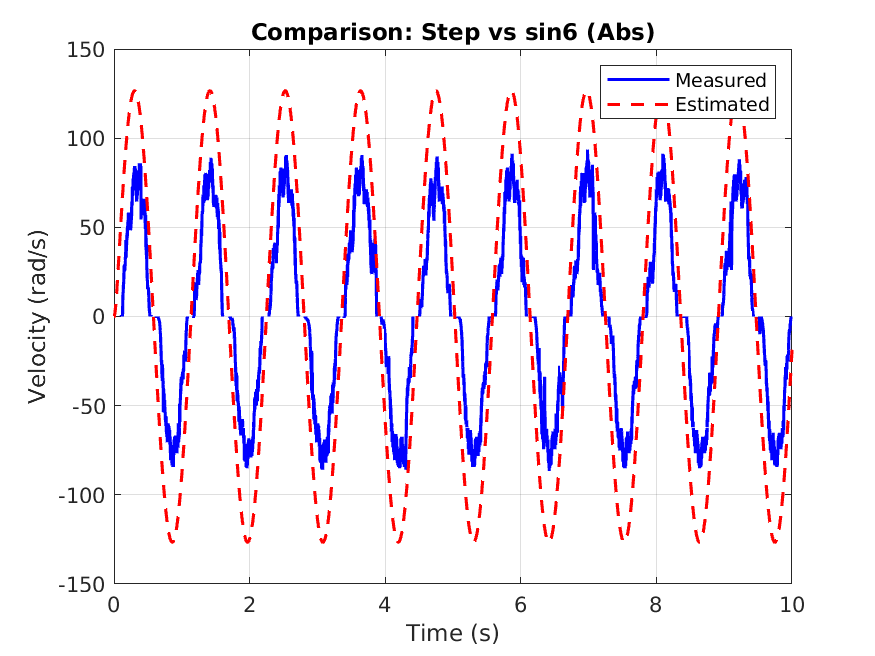 Comparison: Step vs sin6 (Abs)
150
100
50
0
-50
-100
-150
Velocity (rad/s)
Measured
Estimated
0 2 4 6 8 10
Time (s)